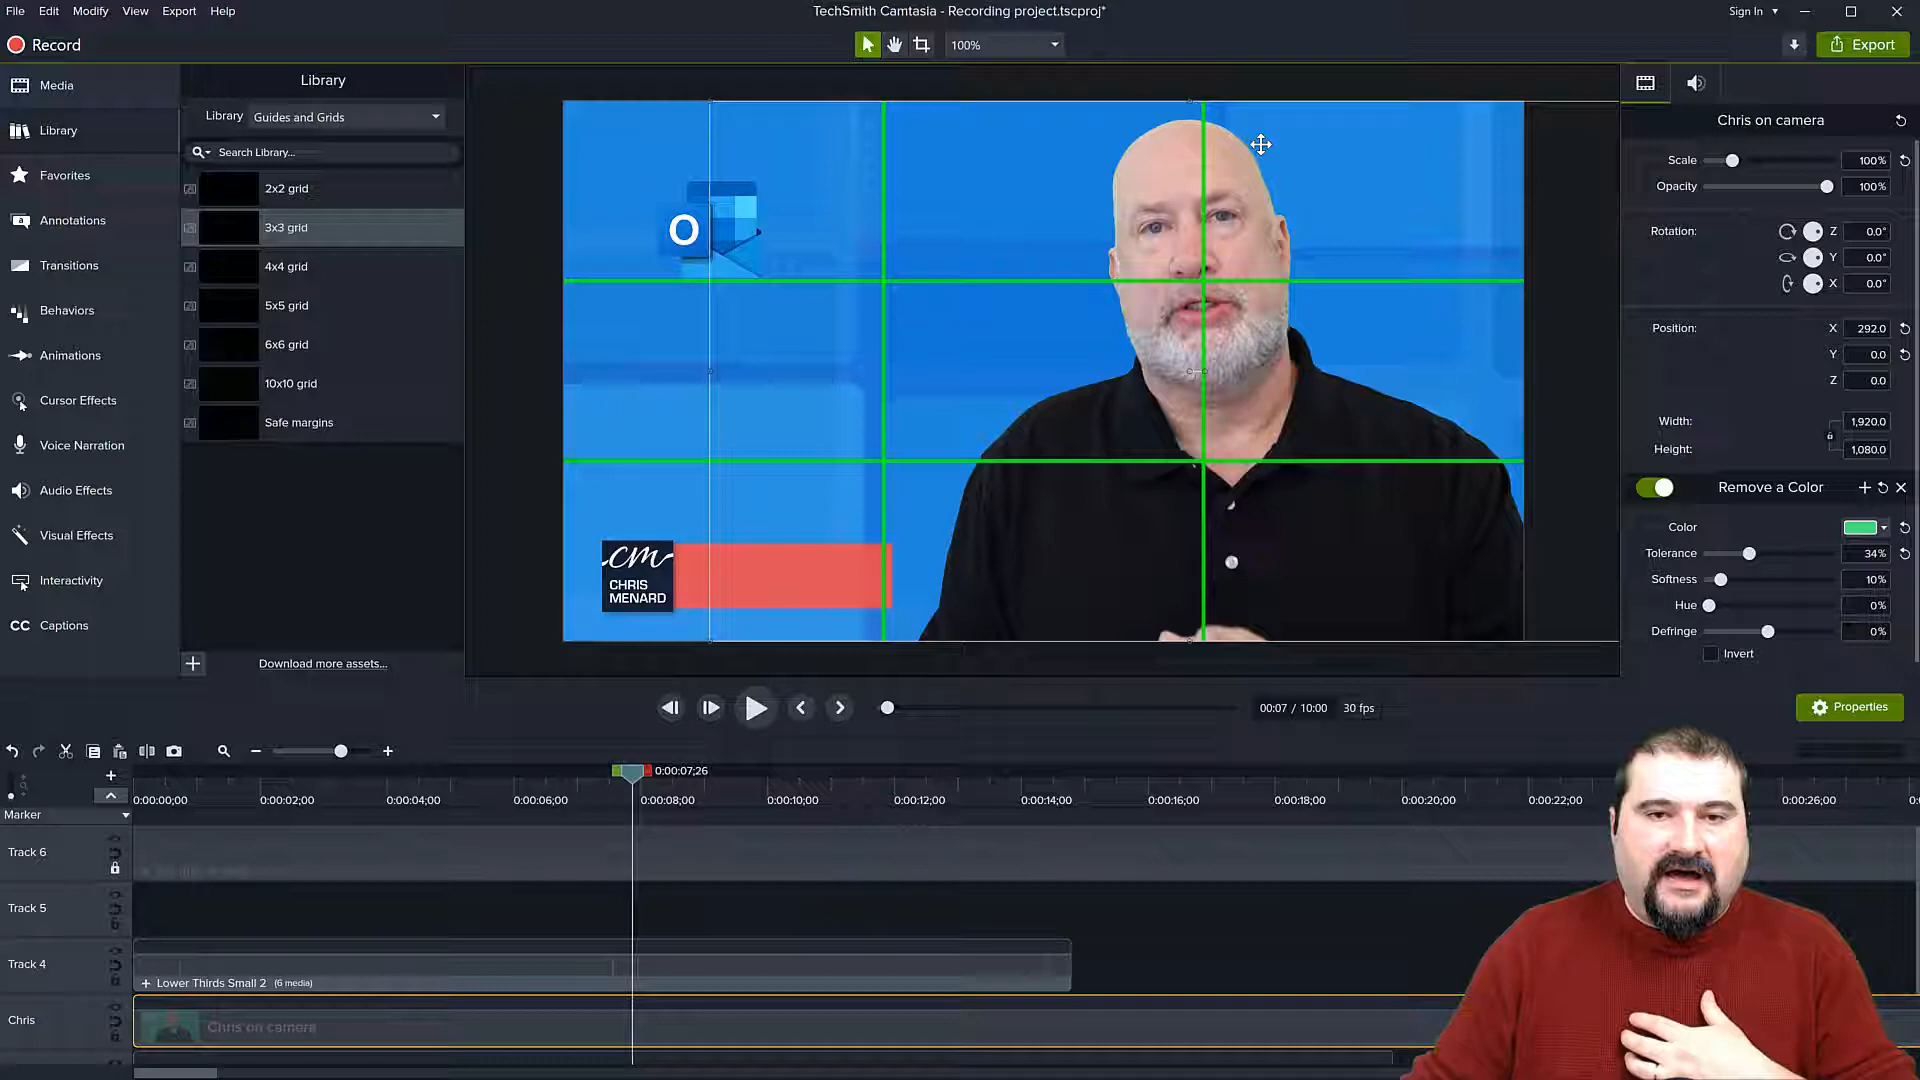 File Edit Modify View Export Help
TechSmith Camtasia - Recording project.tscproj*
Sign In
Record
100%
Export
Media
Library
Favorites
Annotations
Transitions
Behaviors
Animations
Cursor Effects
Voice Narration
Audio Effects
Visual Effects
Interactivity
CC Captions
Library
Library Guides and Grids
Search Library...
2x2 grid
3x3 grid
4x4 grid
5x5 grid
6x6 grid
10x10 grid
Safe margins
Download more assets...
O
cm
CHRIS
MENARD
Chris on camera
Scale 100%
Opacity 100%
Rotation: Z 0.0°
Y 0.0°
X 0.0°
Position: X 292.0
Y 0.0
Z 0.0
Width: 1,920.0
Height: 1,080.0
Remove a Color
Color
Tolerance 34%
Softness 10%
Hue 0%
Defringe 0%
Invert
00:07 / 10:00 30 fps
Properties
0:00:07;26
0:00:00;00 0:00:02;00 0:00:04;00 0:00:06;00 0:00:08;00 0:00:10;00 0:00:12;00 0:00:14;00 0:00:16;00 0:00:18;00 0:00:20;00 0:00:22;00 0:00:26;00
Marker
Track 6
Track 5
Track 4
+ Lower Thirds Small 2 (6 media)
Chris
Chris on camera